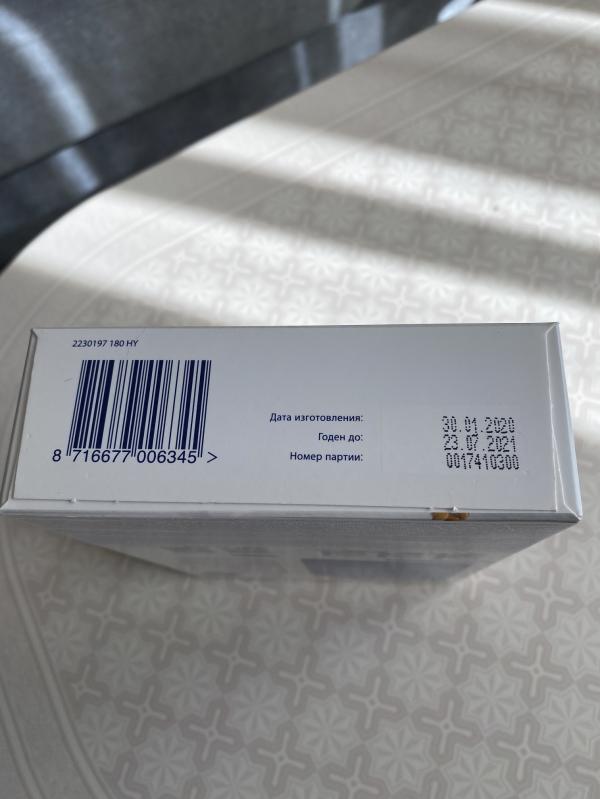 2230197 180 HY
8 716677 006345 >
Дата изготовления: 30.01.2020
Годен до: 23.07.2021
Номер партии: 0017410300